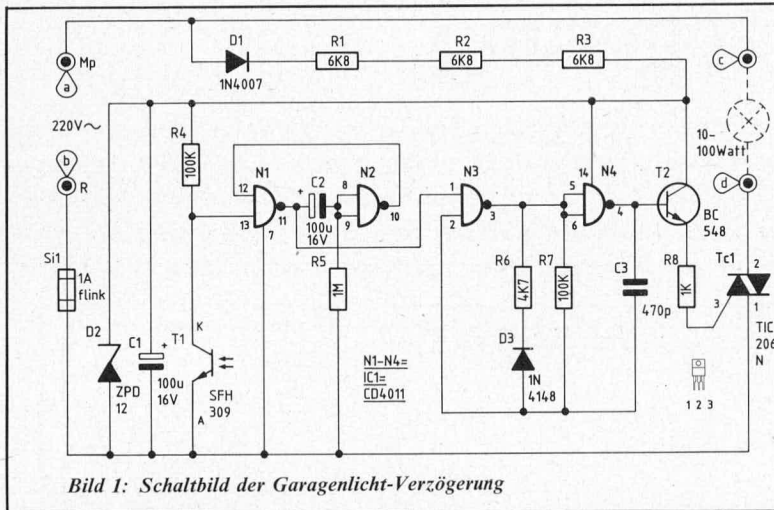 D1
1N4007
R1
6K8
R2
6K8
R3
6K8
Mp
a
c
220V~
b
R
R4
100K
N1
12
13
11
7
+
C2
100u
16V
8
9
N2
10
N3
1
2
3
14
5
6
N4
4
T2
BC
548
10-
100Watt
d
Si1
1A
flink
R5
1M
R6
4K7
R7
100K
C3
470p
R8
1K
Tc1
2
3
1
TIC
206
N
D2
ZPD
12
C1
+
100u
16V
T1
K
A
SFH
309
N1-N4=
IC1=
CD4011
D3
1N
4148
1 2 3
Bild 1: Schaltbild der Garagenlicht-Verzögerung